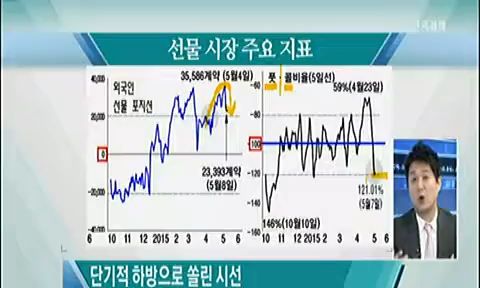 선물 시장 주요 지표
외국인
선물 포지션
35,586계약 (5월4일)
40,000
20,000
0
-20,000
-40,000
23,393계약
(5월8일)
6 10 12 2015 2 3 4 5 6
풋 콜비율(5일선)
59%(4월23일)
-60
-80
-100
-120
-140
-160
121.01%
(5월7일)
146%(10월10일)
10 11 12 2015 2 3 4 5 6
단기적 하방으로 쏠린 시선